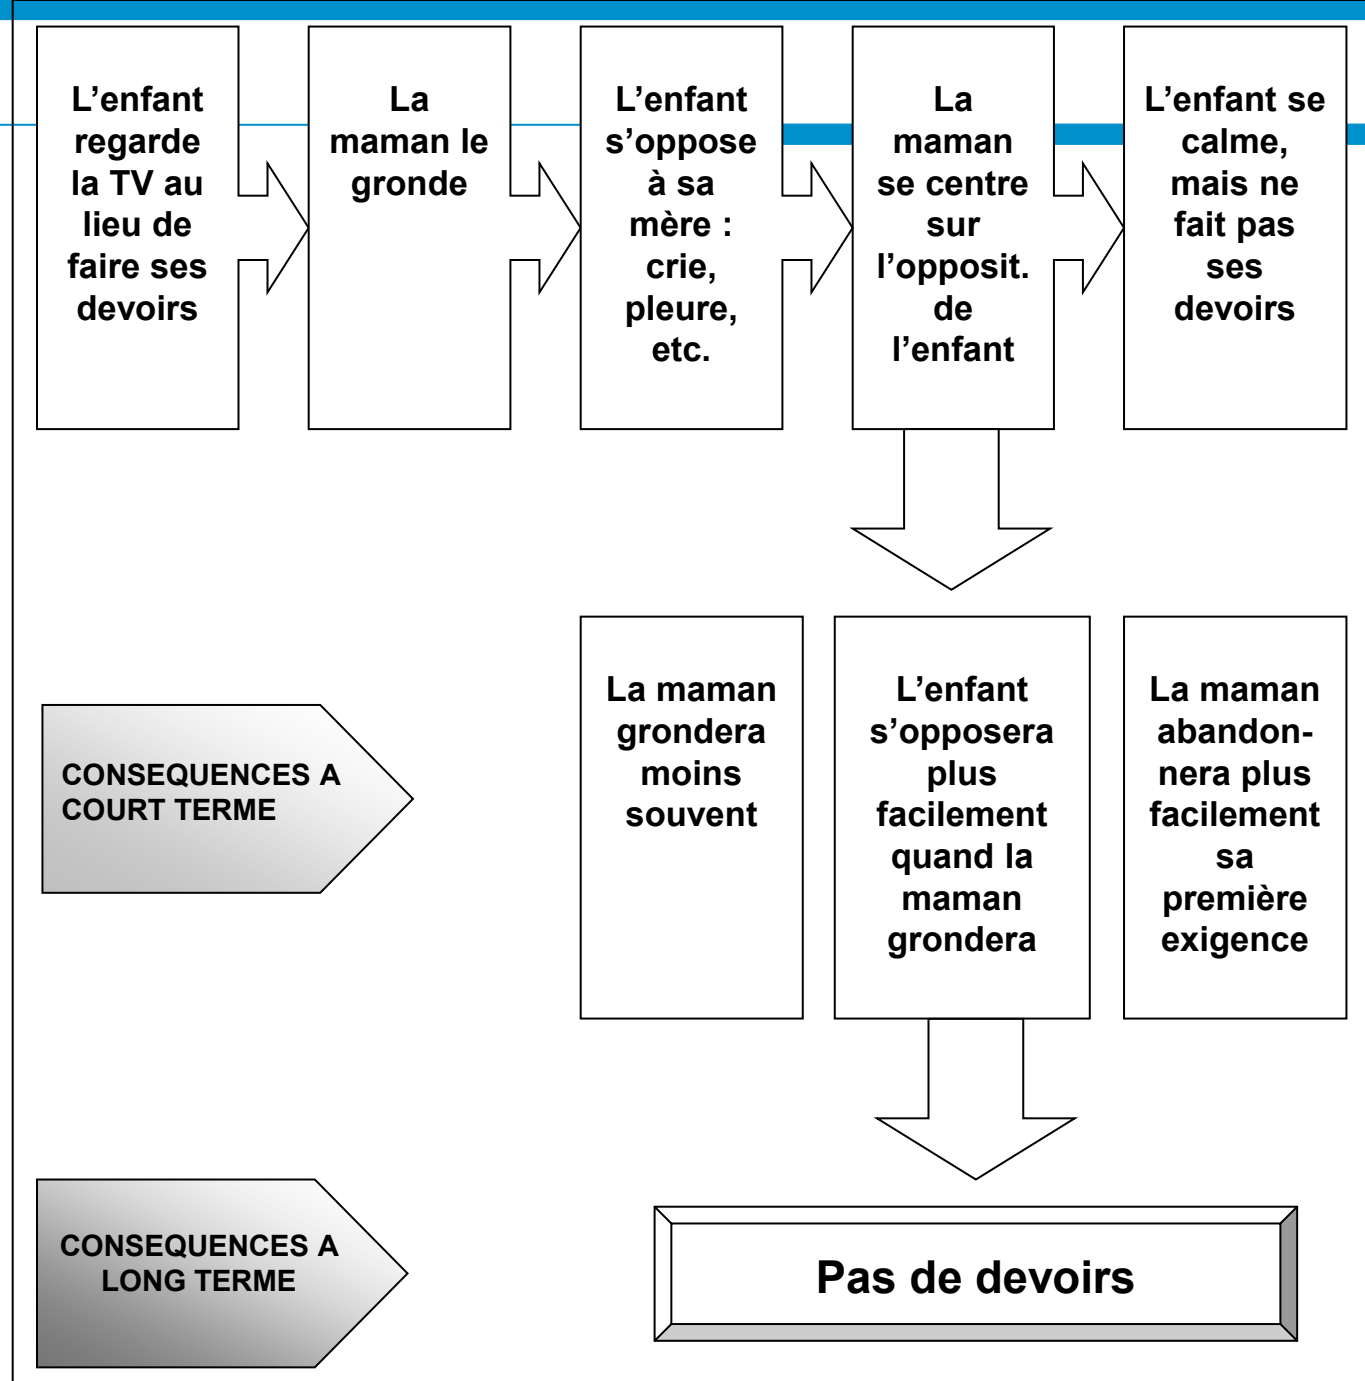 L’enfant
regarde
la TV au
lieu de
faire ses
devoirs
La
maman le
gronde
L’enfant
s’oppose
à sa
mère :
crie,
pleure,
etc.
La
maman
se centre
sur
l’opposit.
de
l’enfant
L’enfant se
calme,
mais ne
fait pas
ses
devoirs
CONSEQUENCES A
COURT TERME
La maman
grondera
moins
souvent
L’enfant
s’opposera
plus
facilement
quand la
maman
grondera
La maman
abandon-
nera plus
facilement
sa
première
exigence
CONSEQUENCES A
LONG TERME
Pas de devoirs